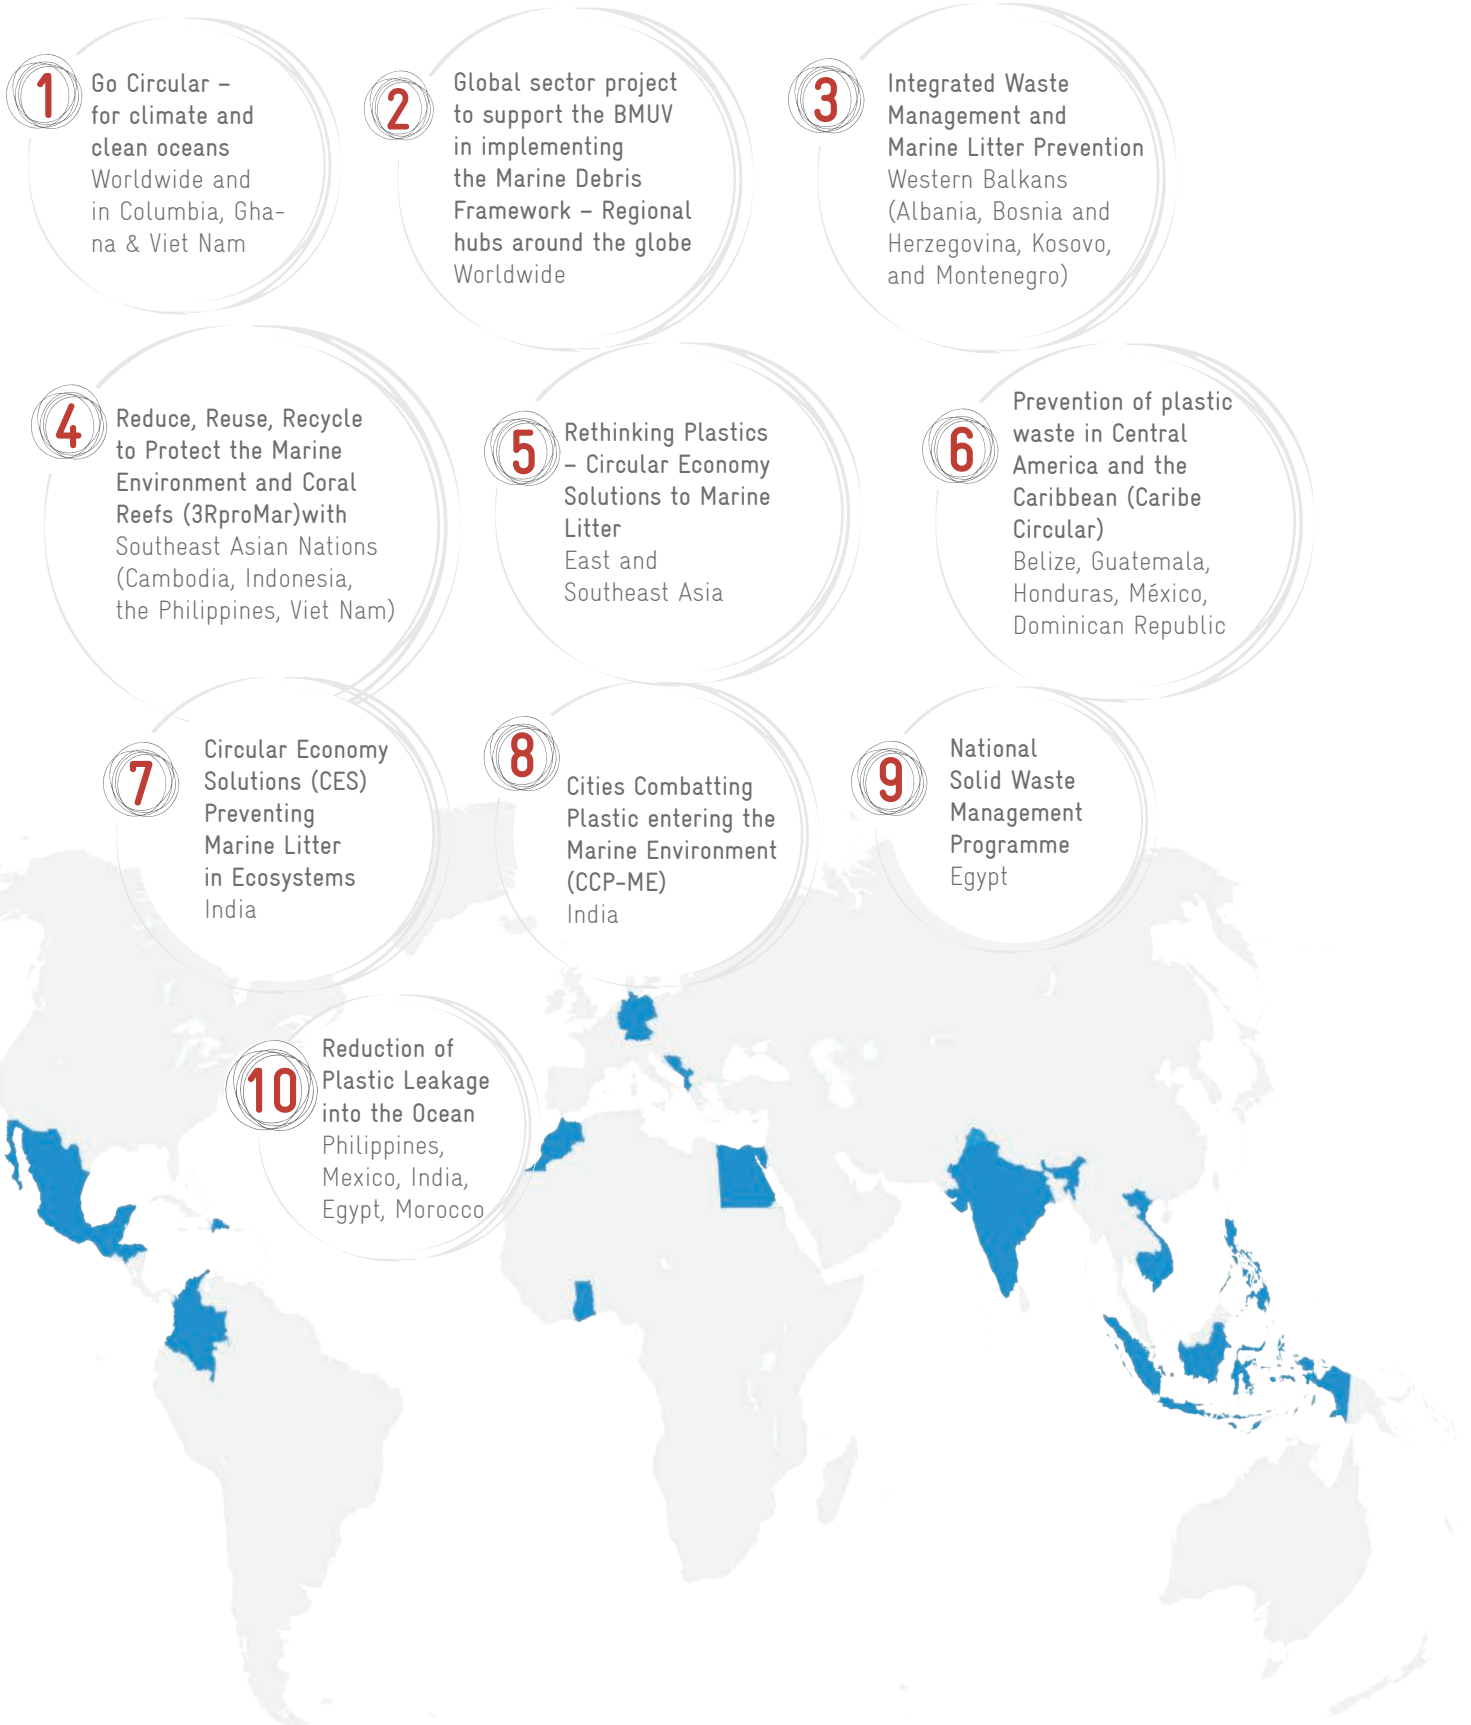 1
Go Circular –
for climate and
clean oceans
Worldwide and
in Columbia, Gha-
na & Viet Nam
2
Global sector project
to support the BMUV
in implementing
the Marine Debris
Framework – Regional
hubs around the globe
Worldwide
3
Integrated Waste
Management and
Marine Litter Prevention
Western Balkans
(Albania, Bosnia and
Herzegovina, Kosovo,
and Montenegro)
4
Reduce, Reuse, Recycle
to Protect the Marine
Environment and Coral
Reefs (3RproMar)with
Southeast Asian Nations
(Cambodia, Indonesia,
the Philippines, Viet Nam)
5
Rethinking Plastics
– Circular Economy
Solutions to Marine
Litter
East and
Southeast Asia
6
Prevention of plastic
waste in Central
America and the
Caribbean (Caribe
Circular)
Belize, Guatemala,
Honduras, México,
Dominican Republic
7
Circular Economy
Solutions (CES)
Preventing
Marine Litter
in Ecosystems
India
8
Cities Combatting
Plastic entering the
Marine Environment
(CCP-ME)
India
9
National
Solid Waste
Management
Programme
Egypt
10
Reduction of
Plastic Leakage
into the Ocean
Philippines,
Mexico, India,
Egypt, Morocco